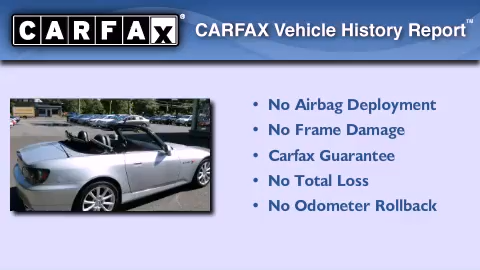 CARFAX® CARFAX Vehicle History Report™
• No Airbag Deployment
• No Frame Damage
• Carfax Guarantee
• No Total Loss
• No Odometer Rollback